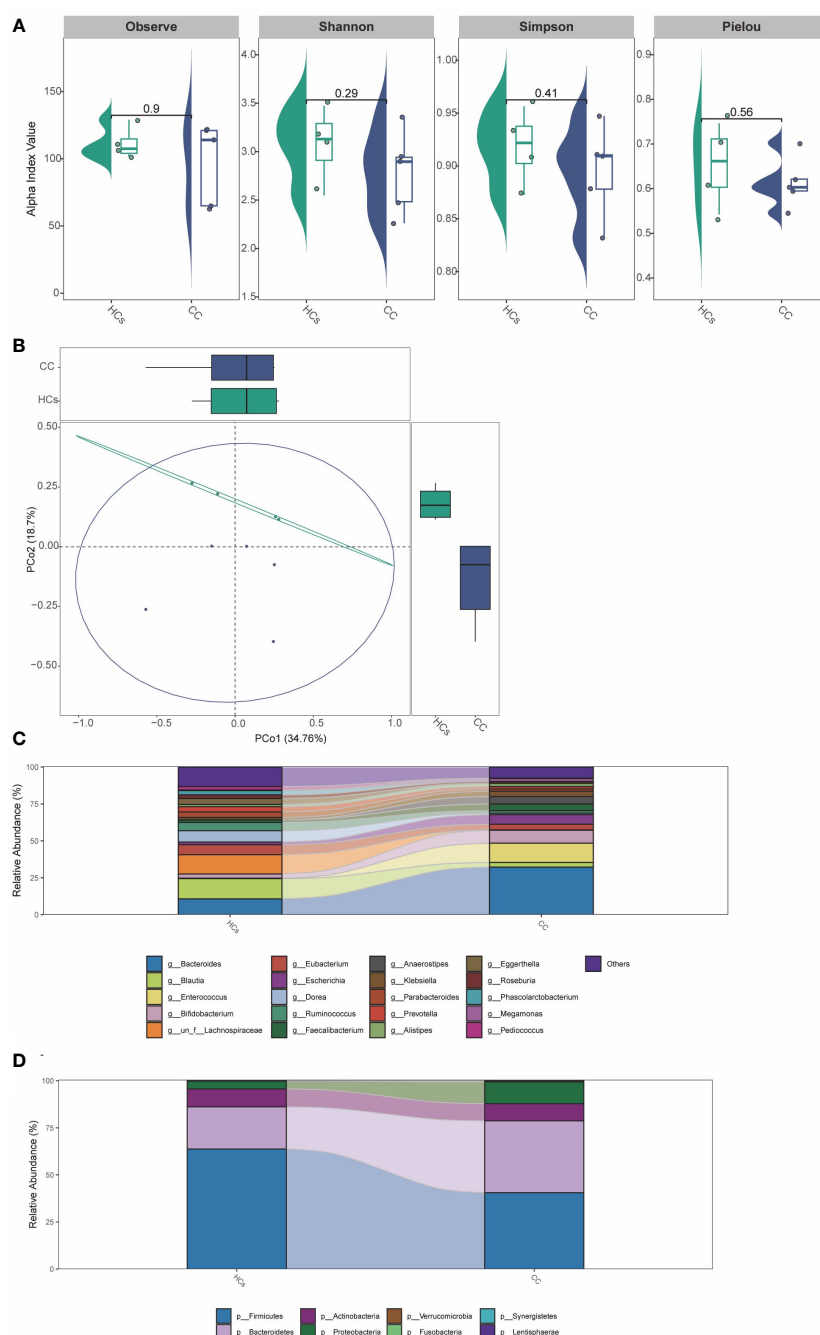 A
Observe Shannon Simpson Pielou
Alpha Index Value
150
100
50
0
0.9
HCs CC
4.0
3.5
3.0
2.5
2.0
1.5
0.29
HCs CC
1.00
0.95
0.90
0.85
0.80
0.41
HCs CC
0.9
0.8
0.7
0.6
0.5
0.4
0.56
HCs CC
B
CC
HCs
0.50
0.25
0.00
−0.25
−0.50
PCo2 (18.7%)
−1.0 −0.5 0.0 0.5 1.0
PCo1 (34.76%)
HCs CC
C
Relative Abundance (%)
100
75
50
25
0
HCs CC
g__Bacteroides g__Eubacterium g__Anaerostipes g__Eggerthella Others
g__Blautia g__Escherichia g__Klebsiella g__Roseburia
g__Enterococcus g__Dorea g__Parabacteroides g__Phascolarctobacterium
g__Bifidobacterium g__Ruminococcus g__Prevotella g__Megamonas
g__un_f__Lachnospiraceae g__Faecalibacterium g__Alistipes g__Pediococcus
D
Relative Abundance (%)
100
75
50
25
0
HCs CC
p__Firmicutes p__Actinobacteria p__Verrucomicrobia p__Synergistetes
p__Bacteroidetes p__Proteobacteria p__Fusobacteria p__Lentisphaerae